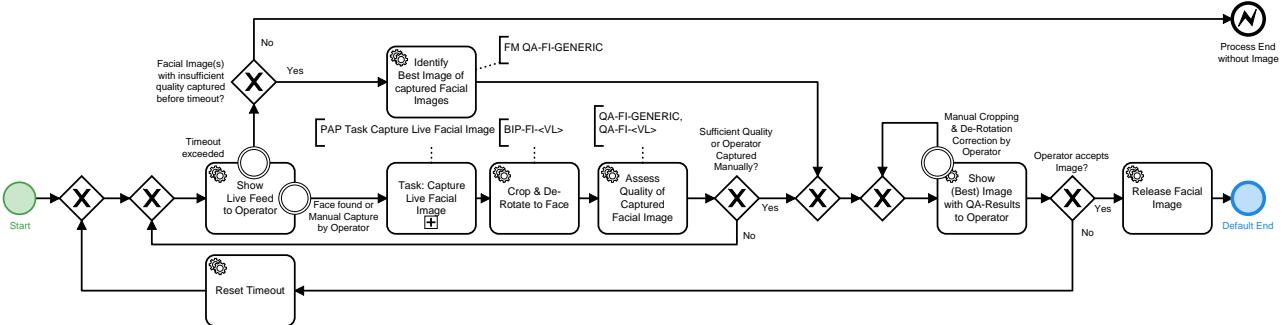 No
Process End
without Image
Facial Image(s)
with insufficient
quality captured
before timeout?
Yes
Identify
Best Image of
captured Facial
Images
FM QA-FI-GENERIC
PAP Task Capture Live Facial Image
BIP-FI-<VL>
QA-FI-GENERIC,
QA-FI-<VL>
Timeout
exceeded
Sufficient Quality
or Operator
Captured
Manually?
Manual Cropping
& De-Rotation
Correction by
Operator
Operator accepts
Image?
Start
Show
Live Feed
to Operator
Face found or
Manual Capture
by Operator
Task: Capture
Live Facial
Image
Crop & De-
Rotate to Face
Assess
Quality of
Captured
Facial Image
Yes
No
Show
(Best) Image
with QA-Results
to Operator
Yes
No
Release Facial
Image
Default End
Reset Timeout